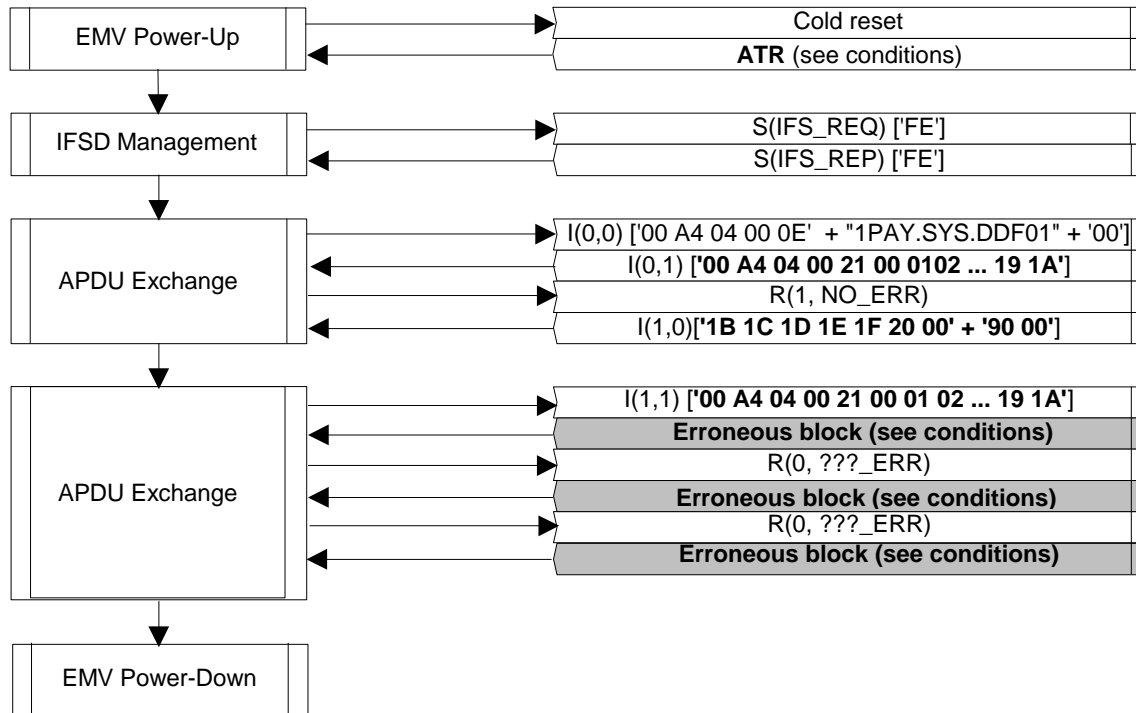 EMV Power-Up
Cold reset
ATR (see conditions)
IFSD Management
S(IFS_REQ) ['FE']
S(IFS_REP) ['FE']
APDU Exchange
I(0,0) ['00 A4 04 00 0E' + "1PAY.SYS.DDF01" + '00']
I(0,1) ['00 A4 04 00 21 00 0102 ... 19 1A']
R(1, NO_ERR)
I(1,0)['1B 1C 1D 1E 1F 20 00' + '90 00']
APDU Exchange
I(1,1) ['00 A4 04 00 21 00 01 02 ... 19 1A']
Erroneous block (see conditions)
R(0, ???_ERR)
Erroneous block (see conditions)
R(0, ???_ERR)
Erroneous block (see conditions)
EMV Power-Down